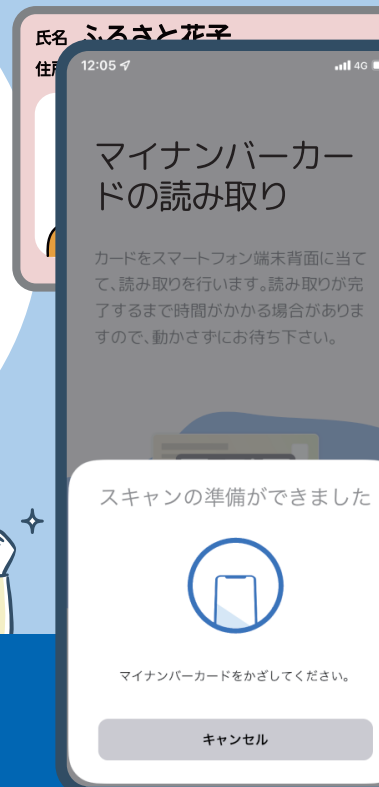 氏名 ふるさと花子
住所
12:05
4G
マイナンバーカー
ドの読み取り
カードをスマートフォン端末背面に当て
て、読み取りを行います。読み取りが完
了するまで時間がかかる場合がありま
すので、動かさずにお待ち下さい。
スキャンの準備ができました
マイナンバーカードをかざしてください。
キャンセル